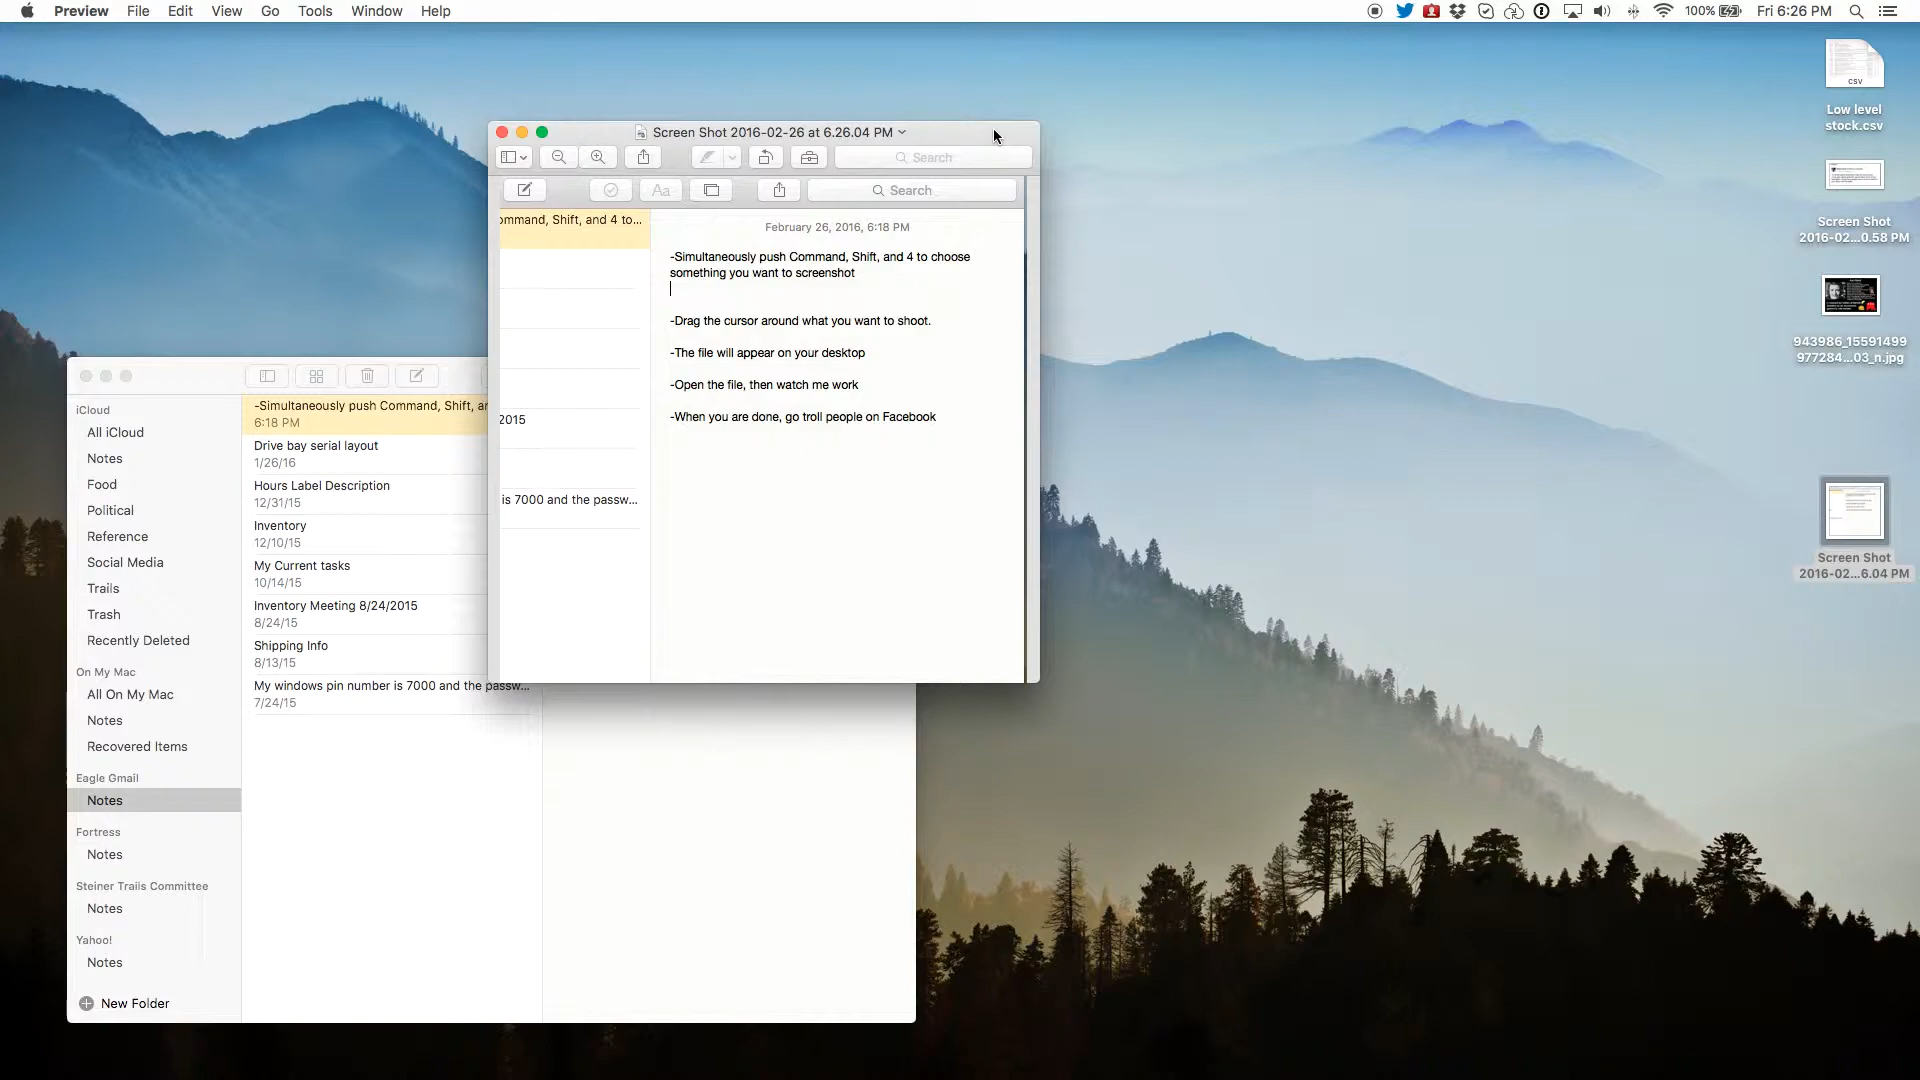 Preview File Edit View Go Tools Window Help
100% Fri 6:26 PM
Screen Shot 2016-02-26 at 6.26.04 PM
Search
Aa
Search
ommand, Shift, and 4 to...
2015
is 7000 and the passw...
February 26, 2016, 6:18 PM
-Simultaneously push Command, Shift, and 4 to choose
something you want to screenshot
-Drag the cursor around what you want to shoot.
-The file will appear on your desktop
-Open the file, then watch me work
-When you are done, go troll people on Facebook
iCloud
All iCloud
Notes
Food
Political
Reference
Social Media
Trails
Trash
Recently Deleted
On My Mac
All On My Mac
Notes
Recovered Items
Eagle Gmail
Notes
Fortress
Notes
Steiner Trails Committee
Notes
Yahoo!
Notes
New Folder
-Simultaneously push Command, Shift, an
6:18 PM
Drive bay serial layout
1/26/16
Hours Label Description
12/31/15
Inventory
12/10/15
My Current tasks
10/14/15
Inventory Meeting 8/24/2015
8/24/15
Shipping Info
8/13/15
My windows pin number is 7000 and the passw...
7/24/15
CSV
Low level
stock.csv
Screen Shot
2016-02...0.58 PM
943986_15591499
977284...03_n.jpg
Screen Shot
2016-02...6.04 PM